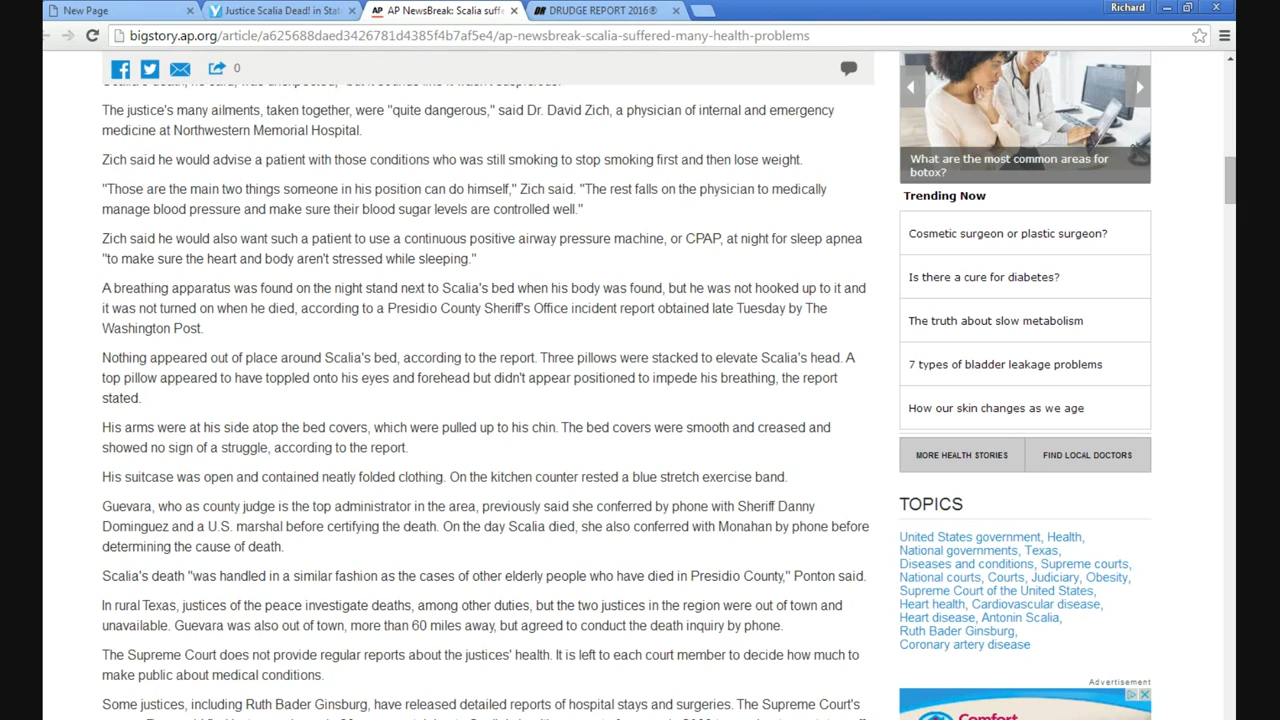 New Page
Justice Scalia Dead! in Stat
AP NewsBreak: Scalia suffe
DRUDGE REPORT 2016®
Richard
bigstory.ap.org/article/a625688daed3426781d4385f4b7af5e4/ap-newsbreak-scalia-suffered-many-health-problems
0
The justice's many ailments, taken together, were "quite dangerous," said Dr. David Zich, a physician of internal and emergency
medicine at Northwestern Memorial Hospital.
Zich said he would advise a patient with those conditions who was still smoking to stop smoking first and then lose weight.
"Those are the main two things someone in his position can do himself," Zich said. "The rest falls on the physician to medically
manage blood pressure and make sure their blood sugar levels are controlled well."
Zich said he would also want such a patient to use a continuous positive airway pressure machine, or CPAP, at night for sleep apnea
"to make sure the heart and body aren't stressed while sleeping."
A breathing apparatus was found on the night stand next to Scalia's bed when his body was found, but he was not hooked up to it and
it was not turned on when he died, according to a Presidio County Sheriff's Office incident report obtained late Tuesday by The
Washington Post.
Nothing appeared out of place around Scalia's bed, according to the report. Three pillows were stacked to elevate Scalia's head. A
top pillow appeared to have toppled onto his eyes and forehead but didn't appear positioned to impede his breathing, the report
stated.
His arms were at his side atop the bed covers, which were pulled up to his chin. The bed covers were smooth and creased and
showed no sign of a struggle, according to the report.
His suitcase was open and contained neatly folded clothing. On the kitchen counter rested a blue stretch exercise band.
Guevara, who as county judge is the top administrator in the area, previously said she conferred by phone with Sheriff Danny
Dominguez and a U.S. marshal before certifying the death. On the day Scalia died, she also conferred with Monahan by phone before
determining the cause of death.
Scalia's death "was handled in a similar fashion as the cases of other elderly people who have died in Presidio County," Ponton said.
In rural Texas, justices of the peace investigate deaths, among other duties, but the two justices in the region were out of town and
unavailable. Guevara was also out of town more than 60 miles away, but agreed to conduct the death inquiry by phone.
The Supreme Court does not provide regular reports about the justices' health. It is left to each court member to decide how much to
make public about medical conditions.
Some justices, including Ruth Bader Ginsburg, have released detailed reports of hospital stays and surgeries. The Supreme Court's
What are the most common areas for
botox?
Trending Now
Cosmetic surgeon or plastic surgeon?
Is there a cure for diabetes?
The truth about slow metabolism
7 types of bladder leakage problems
How our skin changes as we age
MORE HEALTH STORIES
FIND LOCAL DOCTORS
TOPICS
United States government, Health,
National governments, Texas,
Diseases and conditions, Supreme courts,
National courts, Courts, Judiciary, Obesity,
Supreme Court of the United States,
Heart health, Cardiovascular disease,
Heart disease, Antonin Scalia,
Ruth Bader Ginsburg,
Coronary artery disease
Advertisement
Comfort